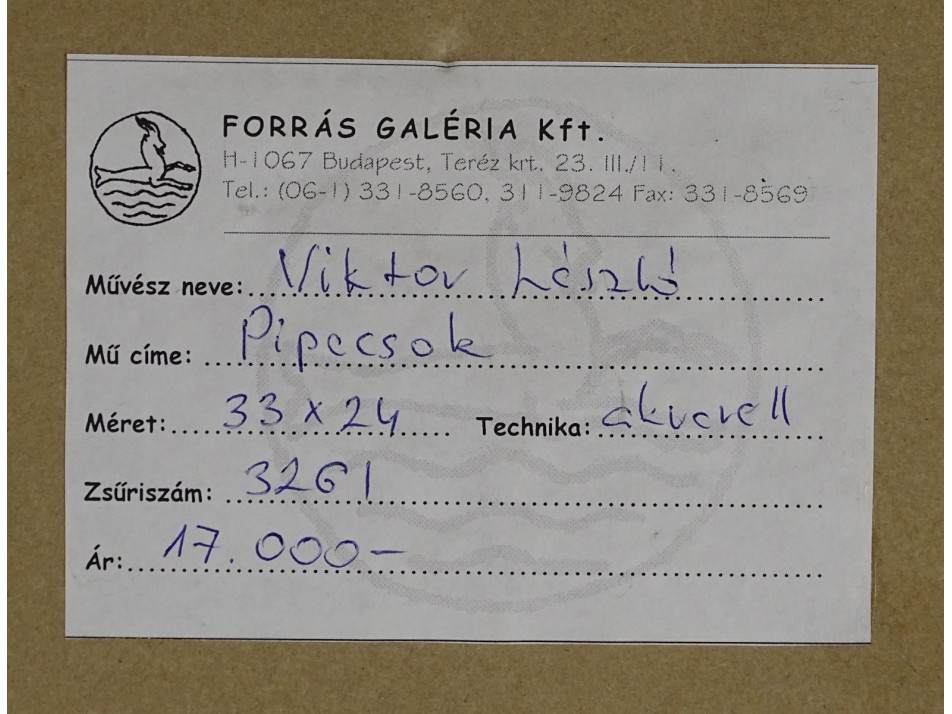 FORRÁS GALÉRIA Kft.
H-1067 Budapest, Teréz krt. 23. III./11.
Tel.: (06-1) 331-8560, 311-9824 Fax: 331-8569
Művész neve: Viktor László
Mű címe: Pipacsok
Méret: 33 x 24 Technika: akvarell
Zsűriszám: 3261
Ár: 17.000-